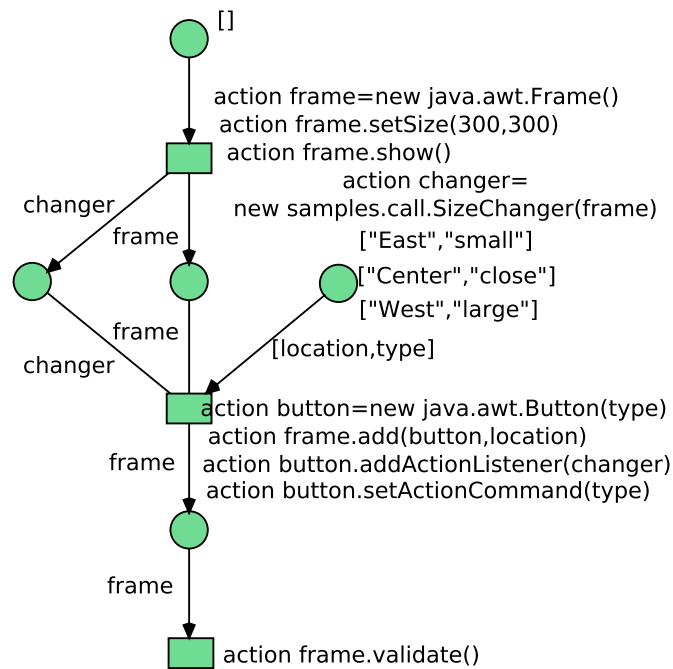 []
action frame=new java.awt.Frame()
action frame.setSize(300,300)
action frame.show()
action changer=
new samples.call.SizeChanger(frame)
changer
frame
["East","small"]
["Center","close"]
["West","large"]
frame
changer
[location,type]
action button=new java.awt.Button(type)
action frame.add(button,location)
frame
action button.addActionListener(changer)
action button.setActionCommand(type)
frame
action frame.validate()